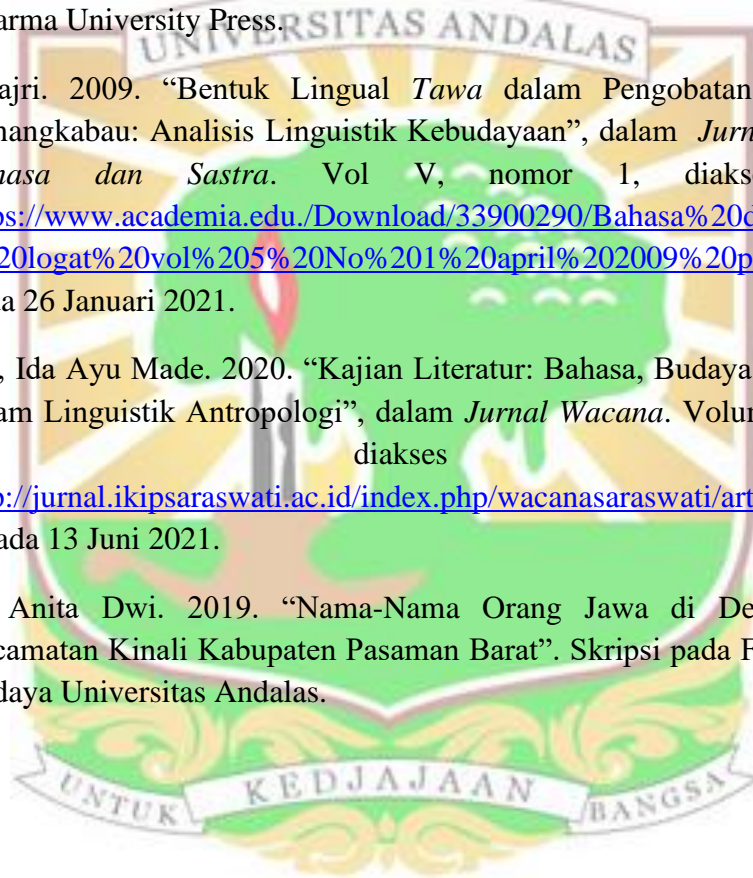 arma University Press.
UNIVERSITAS ANDALAS
ajri. 2009. “Bentuk Lingual Tawa dalam Pengobatan
nangkabau: Analisis Linguistik Kebudayaan”, dalam Jurn
hasa dan Sastra. Vol V, nomor 1, diaks
ps://www.academia.edu./Download/33900290/Bahasa%20d
20logat%20vol%205%20No%201%20april%202009%20p
da 26 Januari 2021.
, Ida Ayu Made. 2020. “Kajian Literatur: Bahasa, Budaya
am Linguistik Antropologi”, dalam Jurnal Wacana. Volu
diakses
p://jurnal.ikipsaraswati.ac.id/index.php/wacanasaraswati/art
ada 13 Juni 2021.
Anita Dwi. 2019. “Nama-Nama Orang Jawa di De
camatan Kinali Kabupaten Pasaman Barat”. Skripsi pada F
daya Universitas Andalas.
UNTUK KEDJAJAAN BANGSA